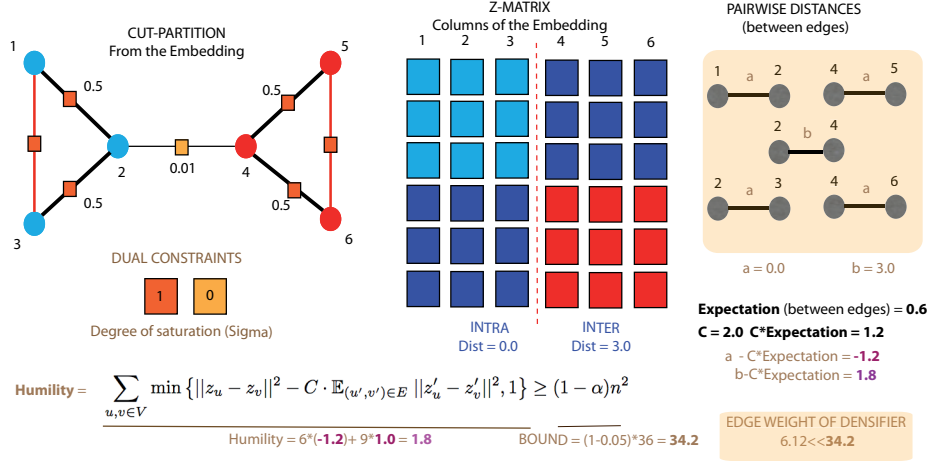 CUT-PARTITION
From the Embedding
1
5
0.5
0.5
2
0.01
4
0.5
0.5
3
6
DUAL CONSTRAINTS
1 0
Degree of saturation (Sigma)
Z-MATRIX
Columns of the Embedding
1 2 3 4 5 6
INTRA
Dist = 0.0
INTER
Dist = 3.0
PAIRWISE DISTANCES
(between edges)
1 a 2 4 a 5
2 b 4
2 a 3 4 a 6
a = 0.0 b = 3.0
Expectation (between edges) = 0.6
C = 2.0 C*Expectation = 1.2
a - C*Expectation = -1.2
b-C*Expectation = 1.8
Humility = ∑_{u,v∈V} min {||z_u − z_v||² − C · 𝔼_{(u′,v′)∈E} ||z′_u − z′_v||², 1} ≥ (1 − α)n²
Humility = 6*(-1.2)+ 9*1.0 = 1.8
BOUND = (1-0.05)*36 = 34.2
EDGE WEIGHT OF DENSIFIER
6.12<<34.2